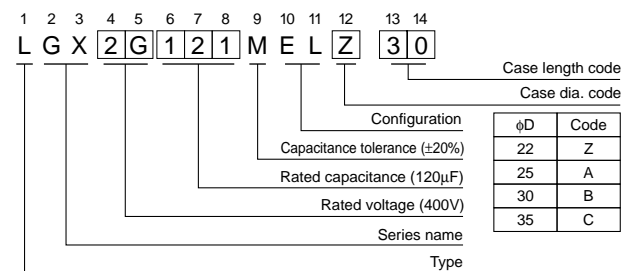 1 2 3 4 5 6 7 8 9 10 11 12 13 14
L G X 2 G 1 2 1 M E L Z 3 0
Case length code
Case dia. code
Configuration
Capacitance tolerance (±20%)
Rated capacitance (120μF)
Rated voltage (400V)
Series name
Type
ϕD Code
22 Z
25 A
30 B
35 C